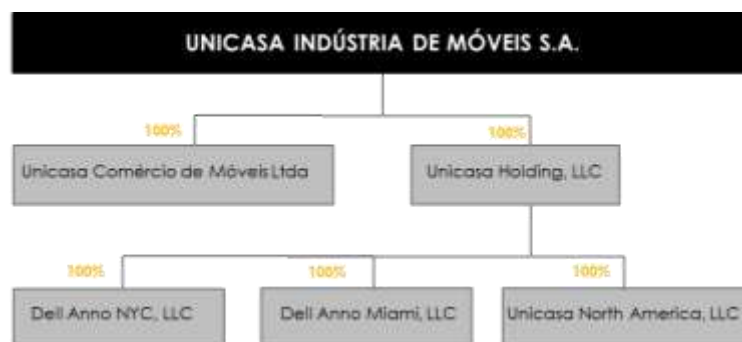 UNICASA INDÚSTRIA DE MÓVEIS S.A.
100%
100%
Unicasa Comércio de Móveis Ltda
Unicasa Holding, LLC
100%
100%
100%
Dell Anno NYC, LLC
Dell Anno Miami, LLC
Unicasa North America, LLC